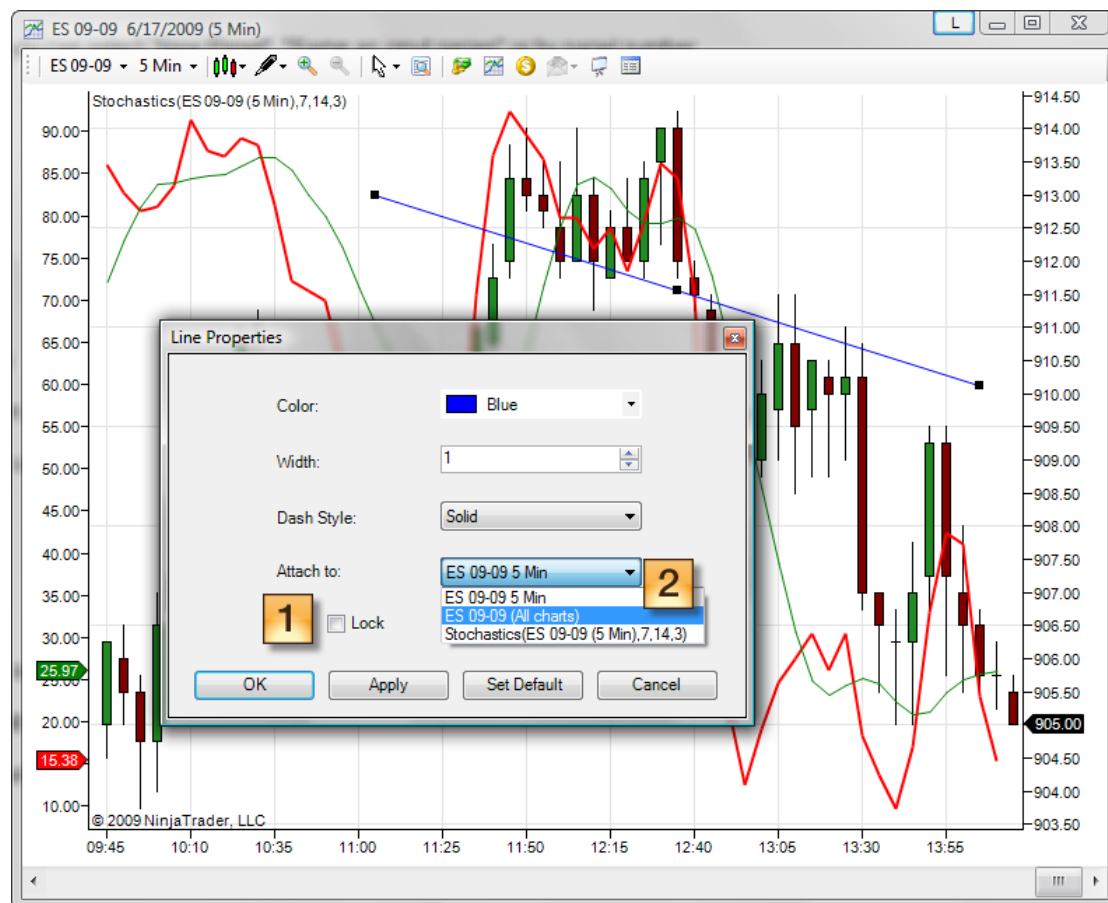 ES 09-09 6/17/2009 (5 Min)
L
ES 09-09 5 Min
Stochastics(ES 09-09 (5 Min),7,14,3)
90.00
85.00
80.00
75.00
70.00
65.00
60.00
55.00
50.00
45.00
40.00
35.00
30.00
25.97
25.00
20.00
15.38
10.00
914.50
914.00
913.50
913.00
912.50
912.00
911.50
911.00
910.50
910.00
909.50
909.00
908.50
908.00
907.50
907.00
906.50
906.00
905.50
905.00
904.50
904.00
903.50
Line Properties
Color:
Blue
Width:
1
Dash Style:
Solid
Attach to:
ES 09-09 5 Min
2
ES 09-09 5 Min
ES 09-09 (All charts)
Stochastics(ES 09-09 (5 Min),7,14,3)
1
Lock
OK
Apply
Set Default
Cancel
© 2009 NinjaTrader, LLC
09:45
10:10
10:35
11:00
11:25
11:50
12:15
12:40
13:05
13:30
13:55